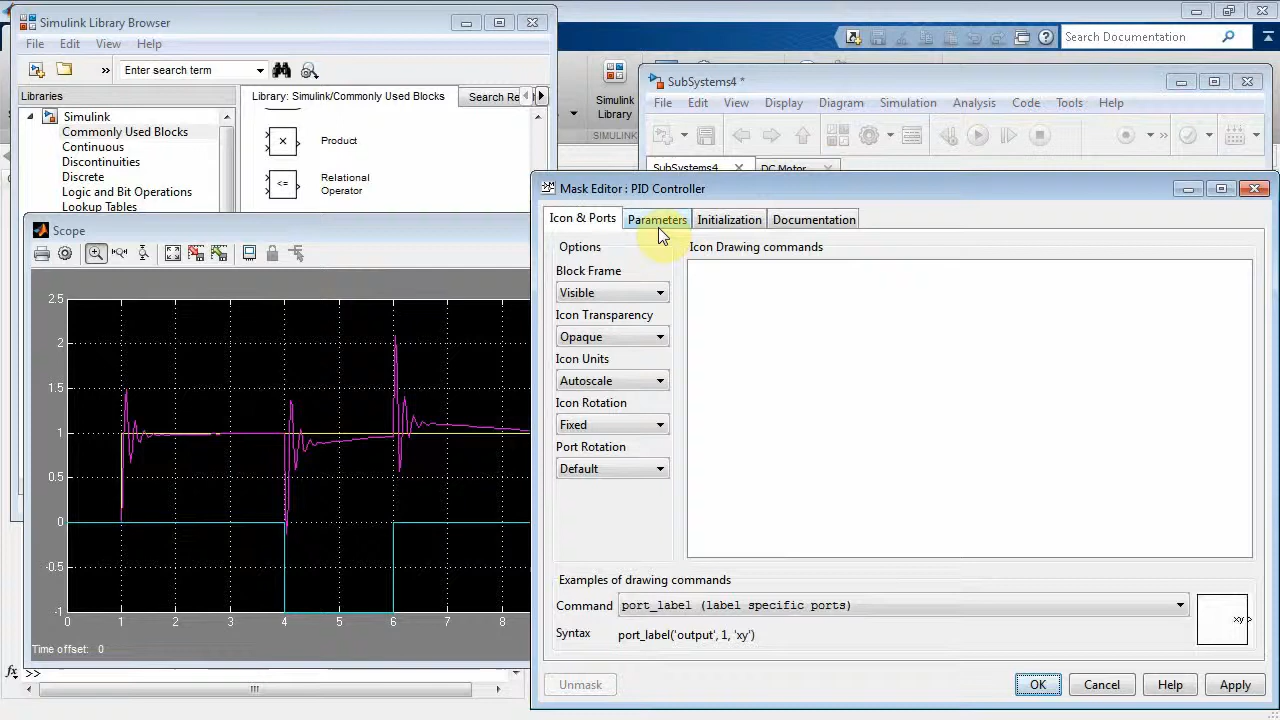 Simulink Library Browser
File Edit View Help
Enter search term
Libraries
Library: Simulink/Commonly Used Blocks
Search Re
Simulink
Commonly Used Blocks
Continuous
Discontinuities
Discrete
Logic and Bit Operations
Lookup Tables
Product
Relational
Operator
Search Documentation
Simulink
Library
SIMULINK
SubSystems4 *
File Edit View Display Diagram Simulation Analysis Code Tools Help
SubSystems4
DC Motor
Scope
2.5
2
1.5
1
0.5
0
-0.5
-1
0 1 2 3 4 5 6 7 8
Time offset: 0
fx >>
Mask Editor : PID Controller
Icon & Ports Parameters Initialization Documentation
Options
Icon Drawing commands
Block Frame
Visible
Icon Transparency
Opaque
Icon Units
Autoscale
Icon Rotation
Fixed
Port Rotation
Default
Examples of drawing commands
Command port_label (label specific ports)
Syntax port_label('output', 1, 'xy')
xy
Unmask OK Cancel Help Apply